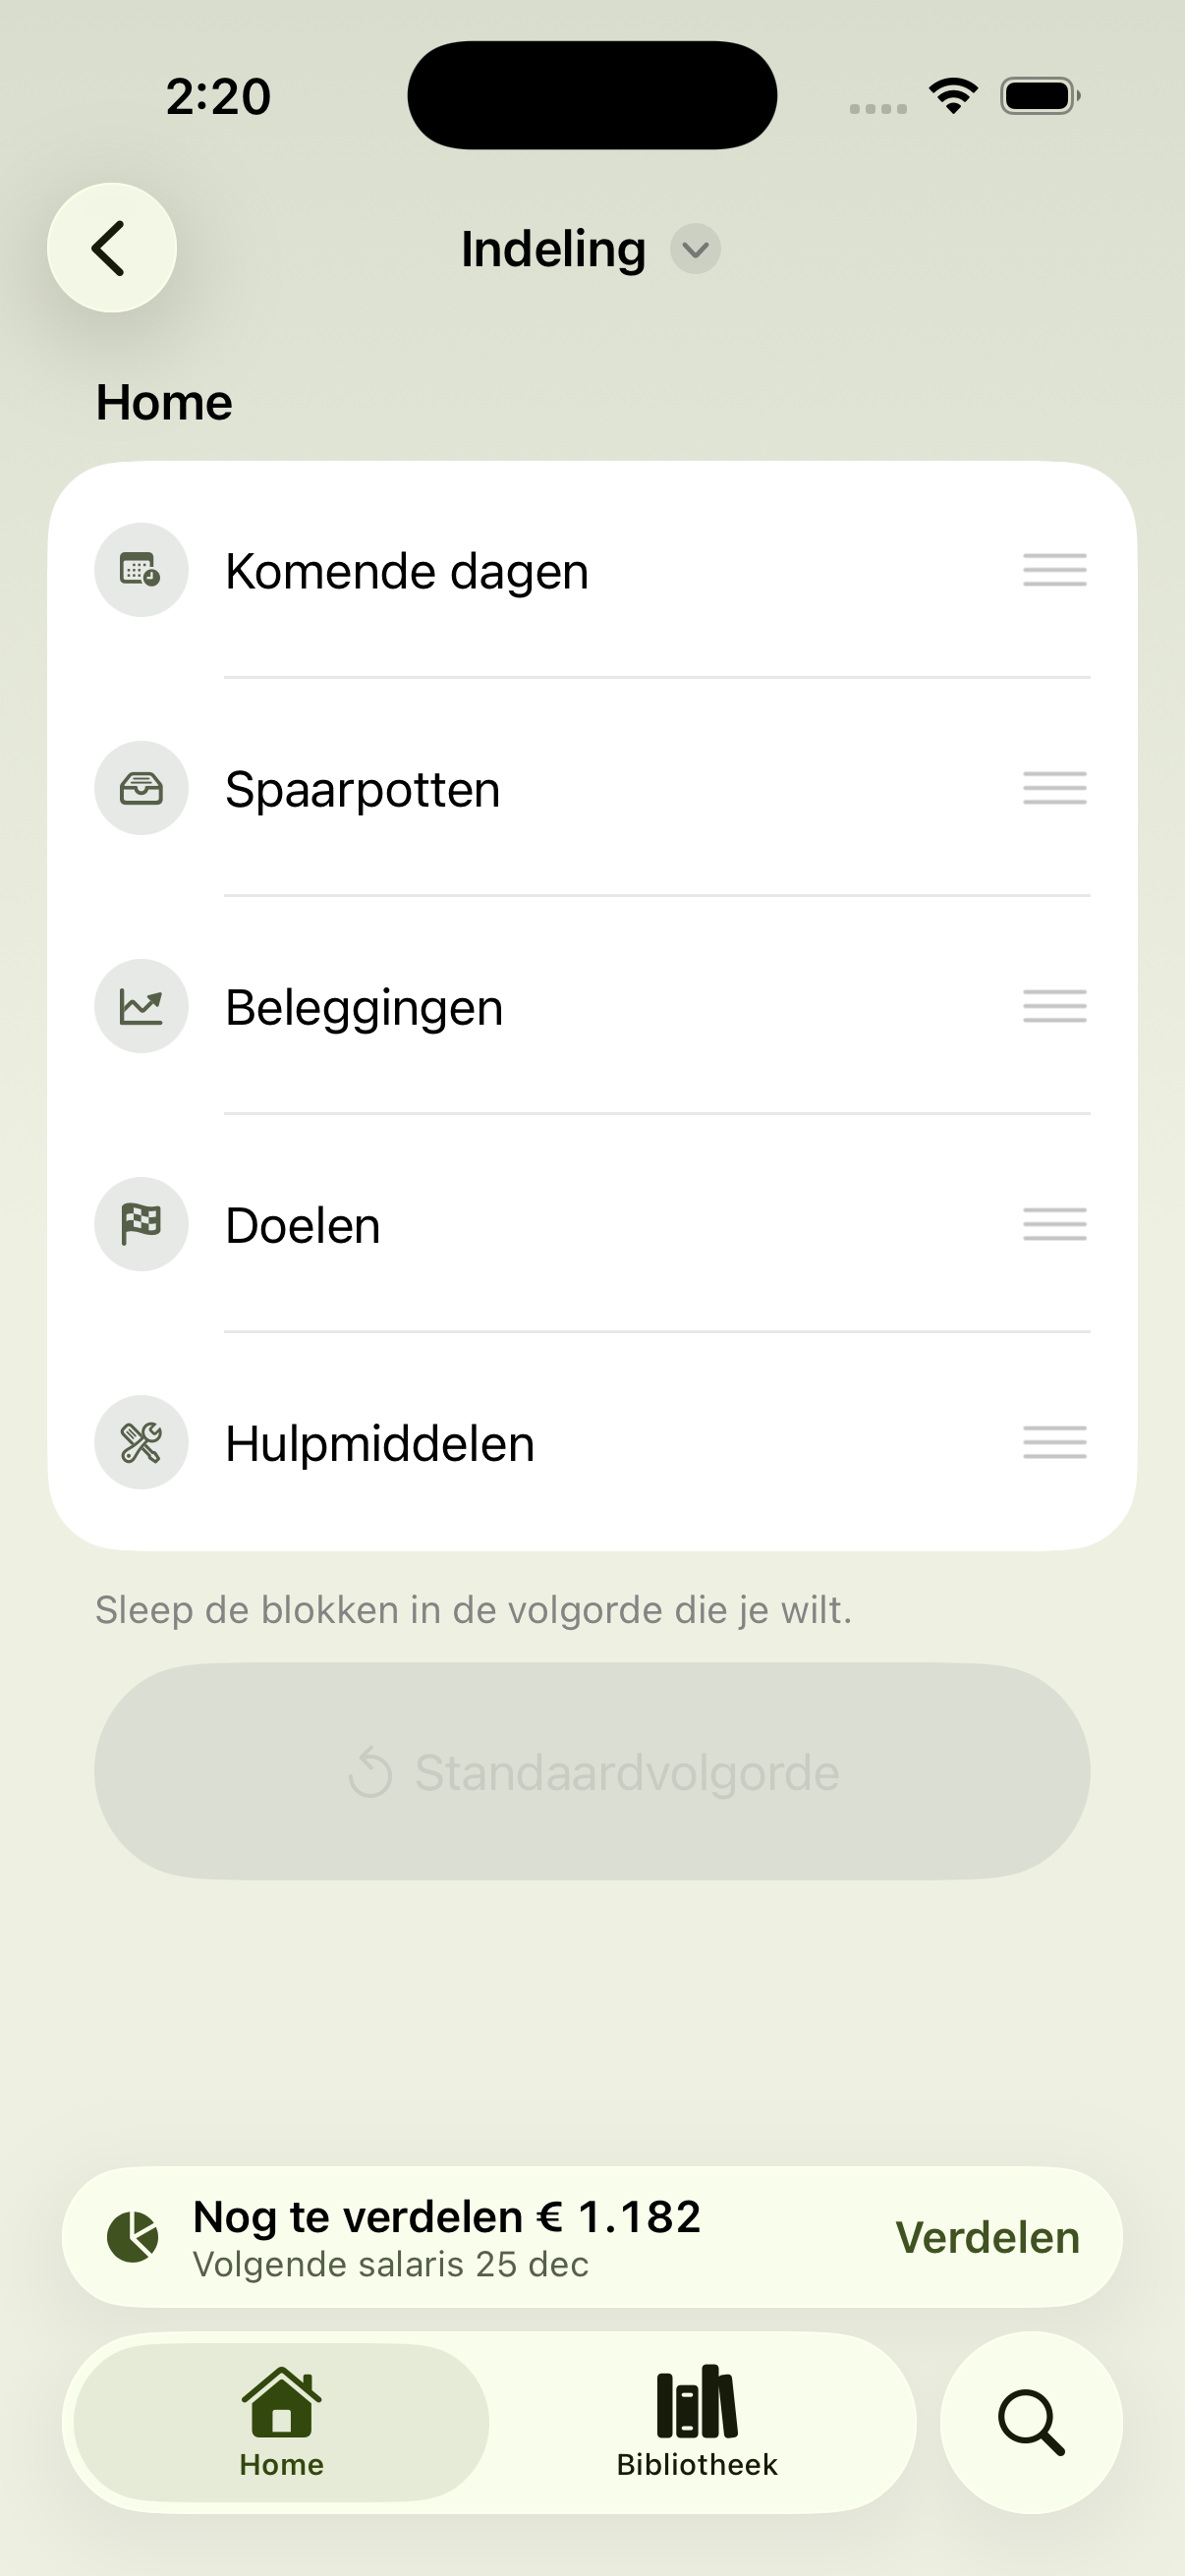 2:20
Indeling
Home
Komende dagen
Spaarpotten
Beleggingen
Doelen
Hulpmiddelen
Sleep de blokken in de volgorde die je wilt.
Standaardvolgorde
Nog te verdelen € 1.182
Volgende salaris 25 dec
Verdelen
Home
Bibliotheek